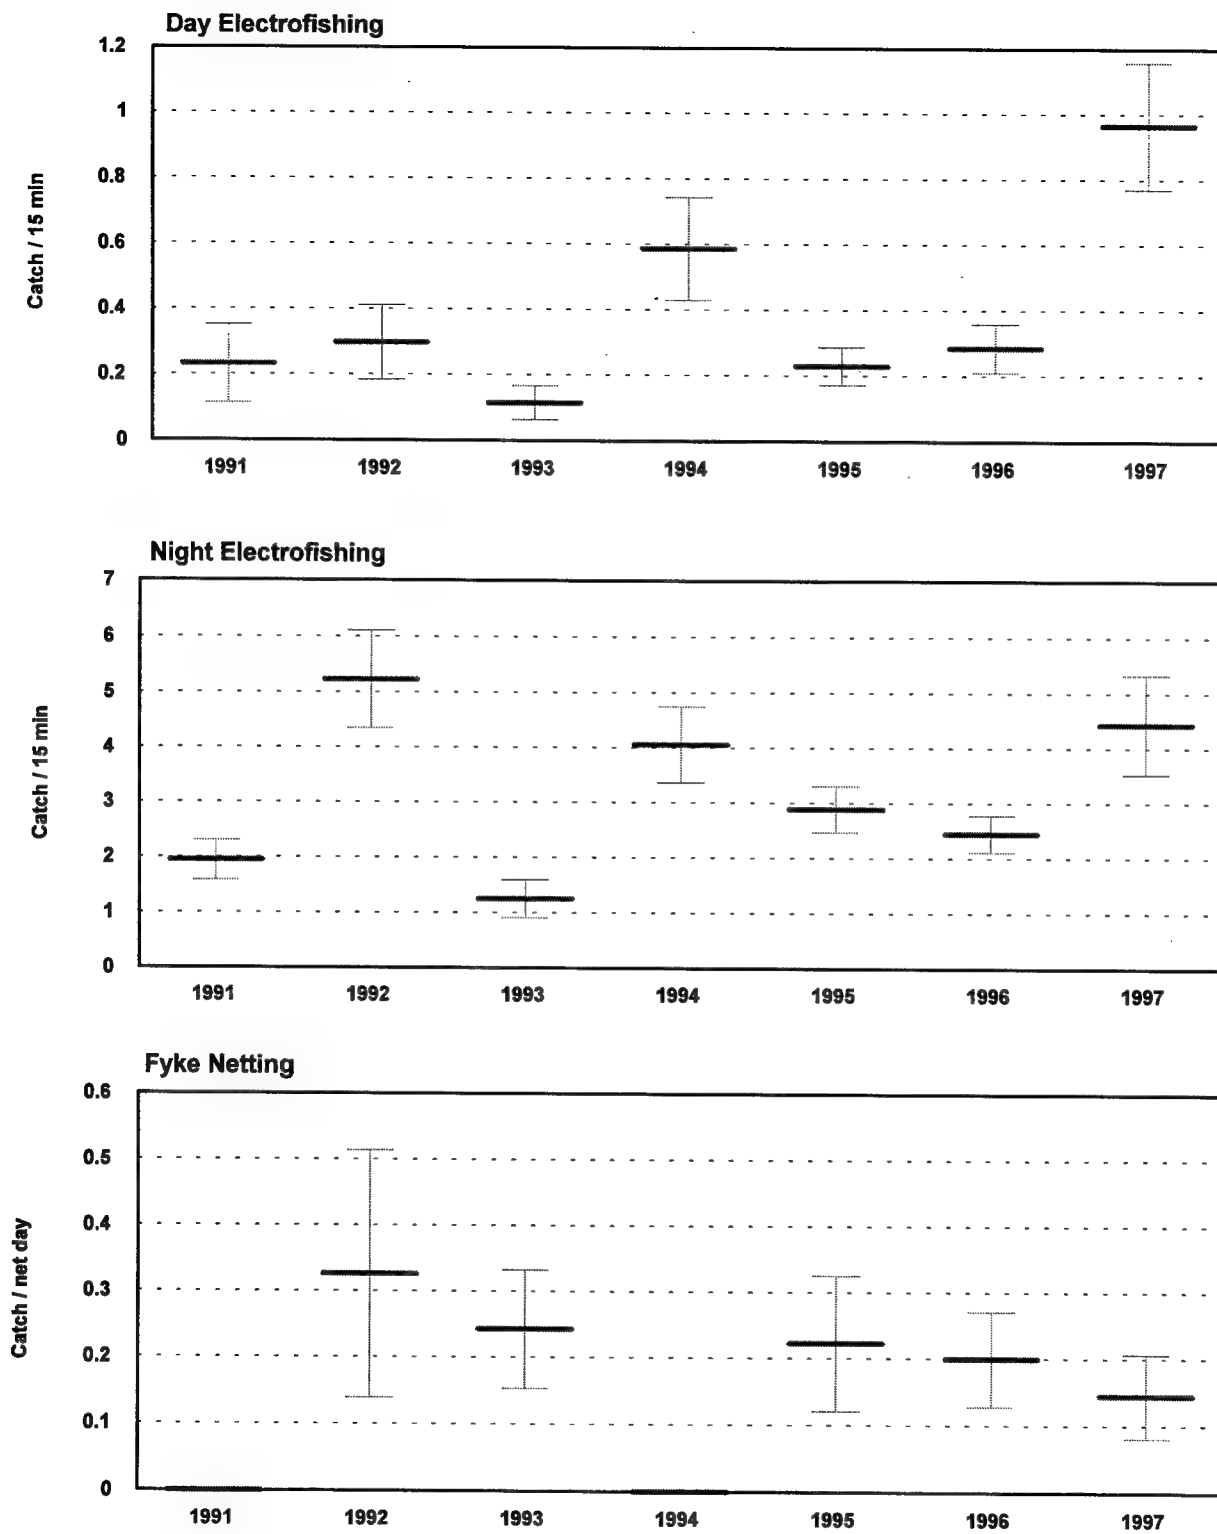 Day Electrofishing
1.2
1
0.8
0.6
0.4
0.2
0
Catch / 15 min
1991 1992 1993 1994 1995 1996 1997
Night Electrofishing
7
6
5
4
3
2
1
0
Catch / 15 min
1991 1992 1993 1994 1995 1996 1997
Fyke Netting
0.6
0.5
0.4
0.3
0.2
0.1
0
Catch / net day
1991 1992 1993 1994 1995 1996 1997